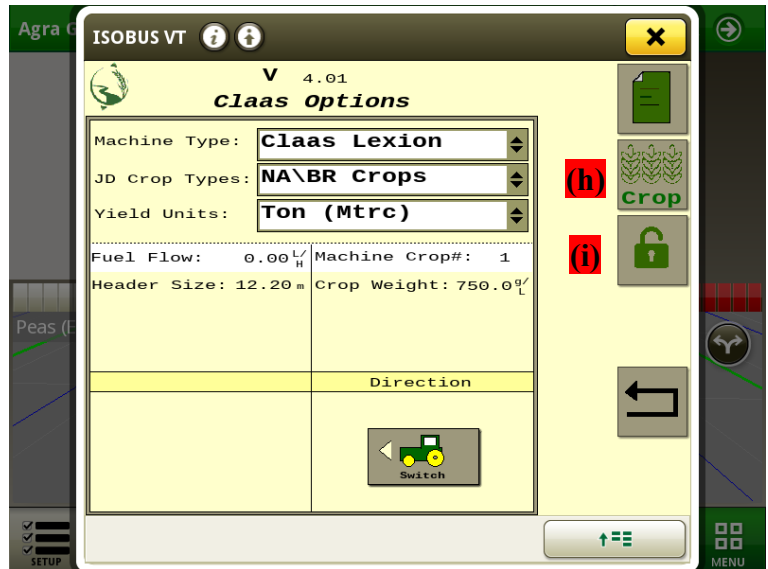 Agra G
ISOBUS VT
V 4.01
Claas Options
Machine Type: Claas Lexion
JD Crop Types: NA\BR Crops
Yield Units: Ton (Mtrc)
(h)
Crop
(i)
Fuel Flow: 0.00 L/H Machine Crop#: 1
Header Size: 12.20 m Crop Weight: 750.0 g/L
Peas (E
Direction
Switch
SETUP
MENU